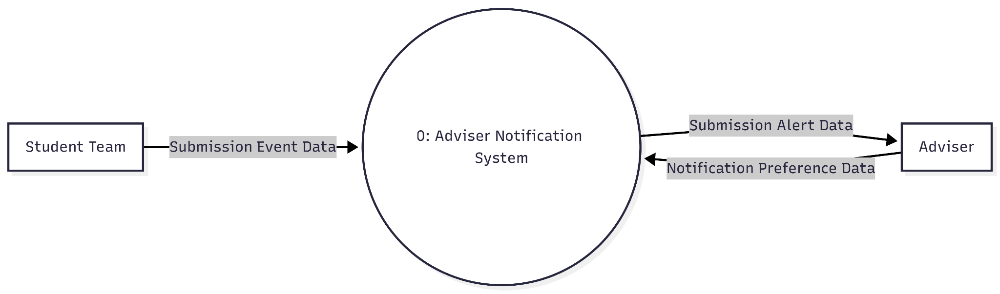 Student Team
Submission Event Data
0: Adviser Notification
System
Submission Alert Data
Notification Preference Data
Adviser